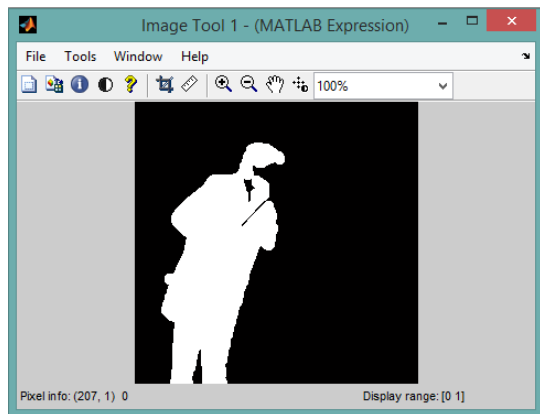 Image Tool 1 - (MATLAB Expression)
File Tools Window Help
100%
Pixel info: (207, 1) 0 Display range: [0 1]